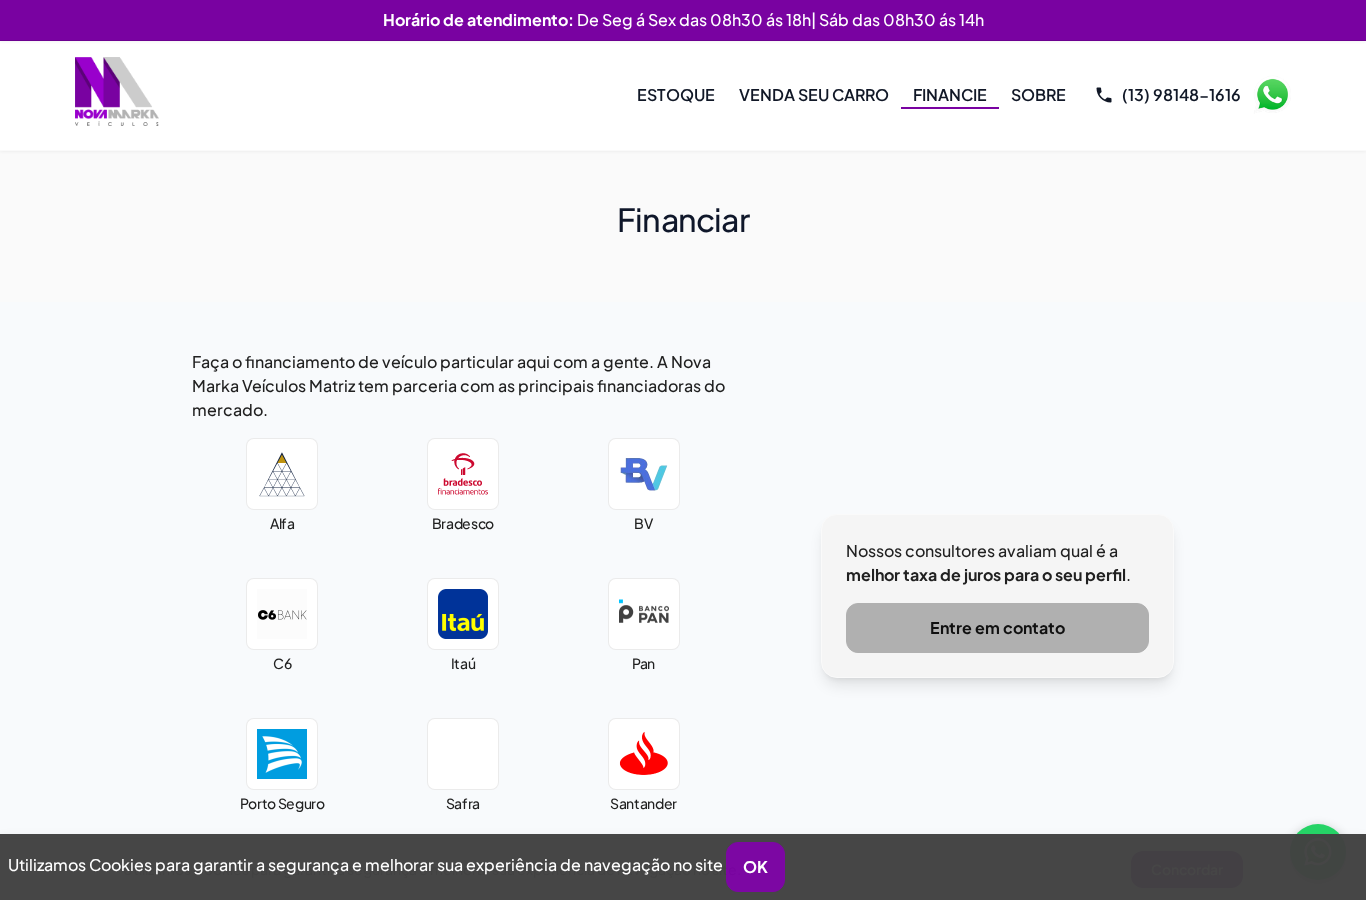 Horário de atendimento: De Seg á Sex das 08h30 ás 18h| Sáb das 08h30 ás 14h
NOVAMARKA
VEÍCULOS
ESTOQUE
VENDA SEU CARRO
FINANCIE
SOBRE
(13) 98148-1616
Financiar
Faça o financiamento de veículo particular aqui com a gente. A Nova
Marka Veículos Matriz tem parceria com as principais financiadoras do
mercado.
bradesco
financiamentos
BV
Alfa
Bradesco
BV
C6BANK
Itaú
BANCO
PAN
C6
Itaú
Pan
Porto Seguro
Safra
Santander
Nossos consultores avaliam qual é a
melhor taxa de juros para o seu perfil.
Entre em contato
Utilizamos Cookies para garantir a segurança e melhorar sua experiência de navegação no site
OK